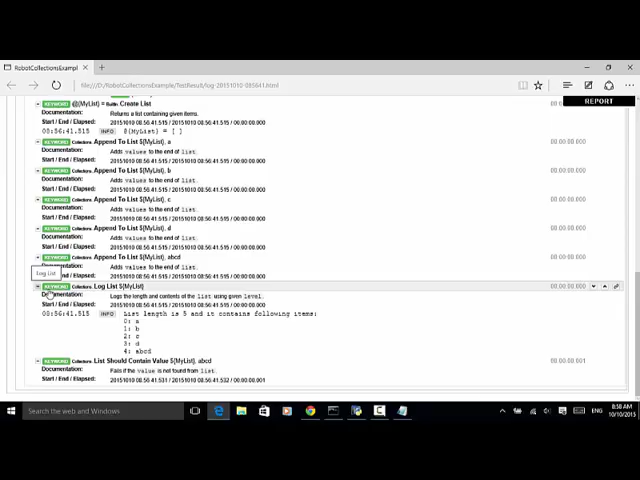 RobotCollectionsExampl
file:///D:/RobotCollectionsExample/TestResult/log-20151010-085641.html
REPORT
KEYWORD @{MyList} = BuiltIn. Create List
Documentation: Returns a list containing given items.
Start / End / Elapsed: 20151010 08:56:41.515 / 20151010 08:56:41.515 / 00:00:00.000
00:00:00.000
08:56:41.515 INFO @{MyList} = [ ]
KEYWORD Collections. Append To List ${MyList}, a
00:00:00.000
Documentation: Adds values to the end of list.
Start / End / Elapsed: 20151010 08:56:41.515 / 20151010 08:56:41.515 / 00:00:00.000
KEYWORD Collections. Append To List ${MyList}, b
00:00:00.000
Documentation: Adds values to the end of list.
Start / End / Elapsed: 20151010 08:56:41.515 / 20151010 08:56:41.515 / 00:00:00.000
KEYWORD Collections. Append To List ${MyList}, c
00:00:00.000
Documentation: Adds values to the end of list.
Start / End / Elapsed: 20151010 08:56:41.515 / 20151010 08:56:41.515 / 00:00:00.000
KEYWORD Collections. Append To List ${MyList}, d
00:00:00.000
Documentation: Adds values to the end of list.
Start / End / Elapsed: 20151010 08:56:41.515 / 20151010 08:56:41.515 / 00:00:00.000
KEYWORD Collections. Append To List ${MyList}, abcd
00:00:00.000
Documentation: Adds values to the end of list.
Log List
Elapsed: 20151010 08:56:41.515 / 20151010 08:56:41.515 / 00:00:00.000
KEYWORD Collections. Log List ${MyList}
00:00:00.000
Documentation: Logs the length and contents of the list using given level.
Start / End / Elapsed: 20151010 08:56:41.515 / 20151010 08:56:41.515 / 00:00:00.000
08:56:41.515 INFO List length is 5 and it contains following items:
0: a
1: b
2: c
3: d
4: abcd
KEYWORD Collections. List Should Contain Value ${MyList}, abcd
00:00:00.001
Documentation: Fails if the value is not found from list.
Start / End / Elapsed: 20151010 08:56:41.531 / 20151010 08:56:41.532 / 00:00:00.001
Search the web and Windows
ENG
8:58 AM
10/10/2015